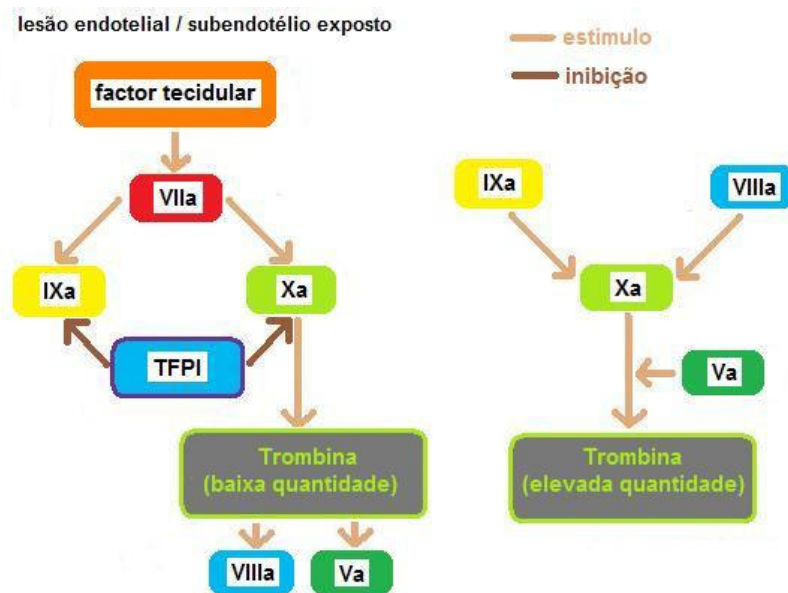 lesão endotelial / subendotélio exposto
estimulo
inibição
factor tecidular
VIIa
IXa
Xa
TFPI
Trombina
(baixa quantidade)
VIIIa
Va
IXa
VIIIa
Xa
Va
Trombina
(elevada quantidade)